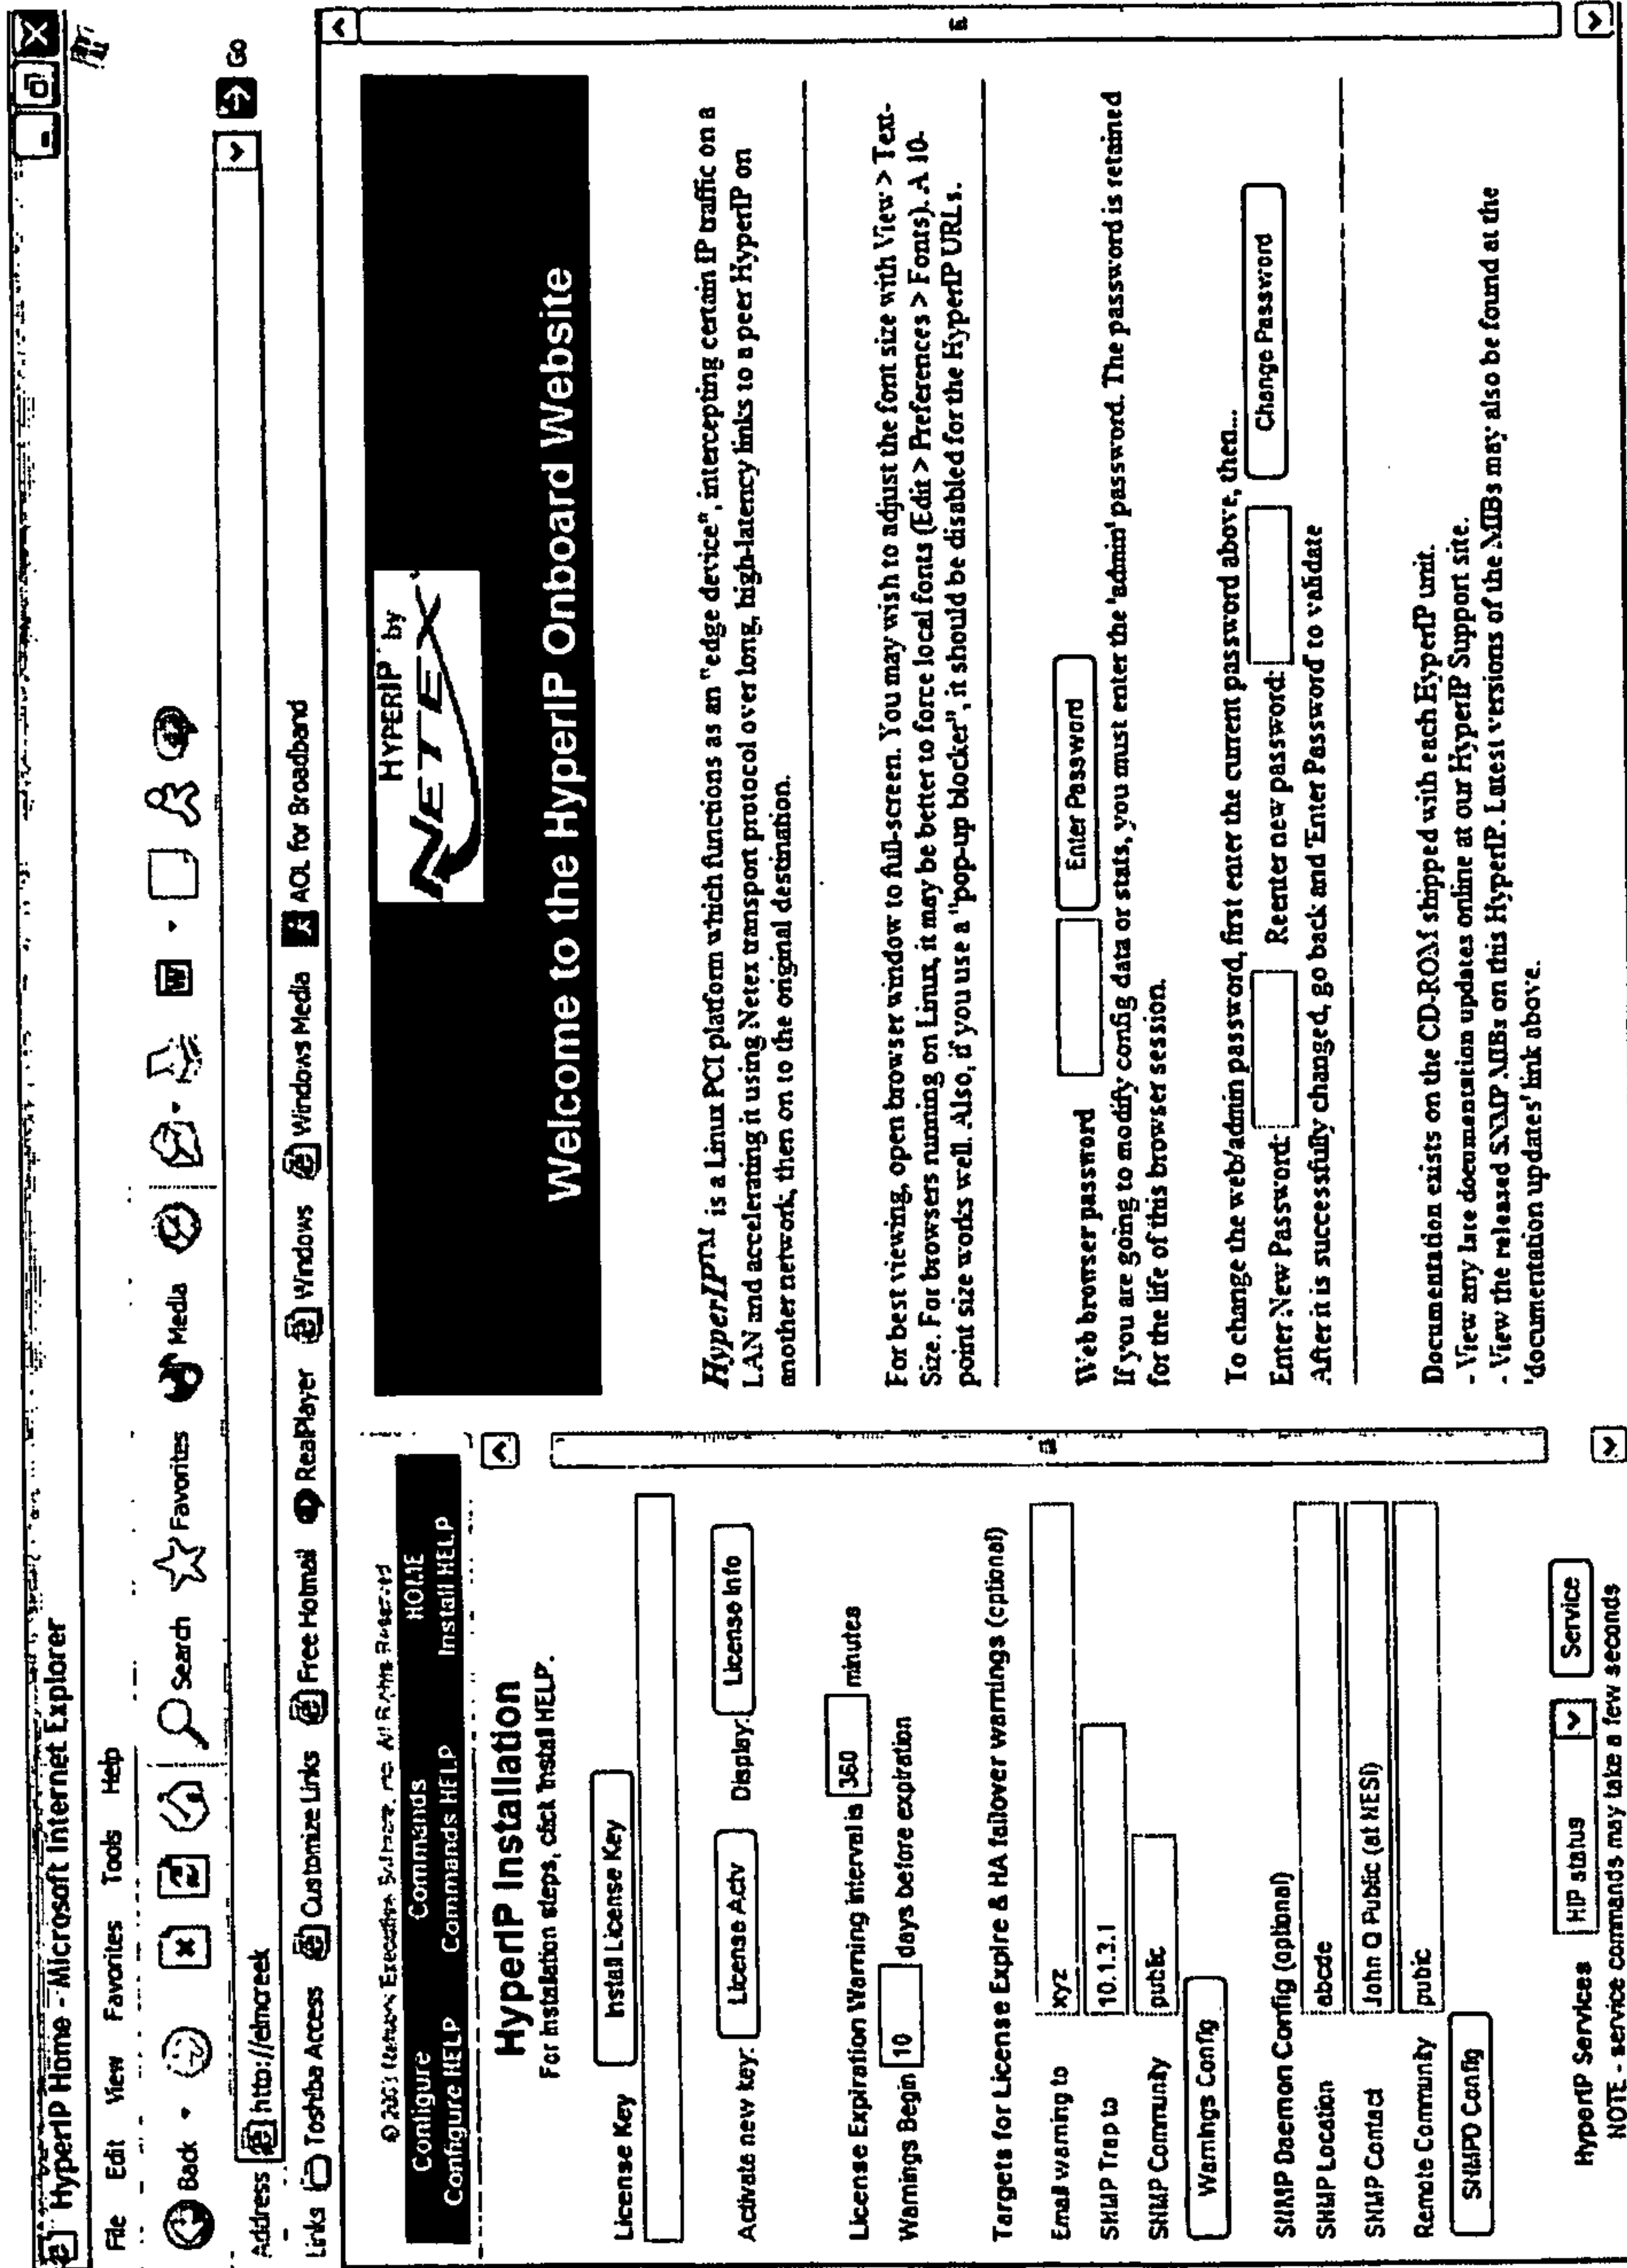 HyperIP Home - Microsoft Internet Explorer
File Edit View Favorites Tools Help
Back Search Favorites Media
Address http://elmcreek Go
Links Toshiba Access Customize Links Free Hotmail RealPlayer Windows Windows Media AOL for Broadband
All Rights Reserved
Configure Commands HOME
Configure HELP Commands HELP Install HELP
HyperIP Installation
For installation steps, click Install HELP.
License Key Install License Key
Activate new key: License Actv Display: License Info
License Expiration Warning interval is 360 minutes
Warnings Begin 10 days before expiration
Targets for License Expire & HA failover warnings (optional)
Email warning to xyz
SNMP Trap to 10.1.3.1
SNMP Community public
Warnings Config
SNMP Daemon Config (optional)
SNMP Location abode
SNMP Contact John Q Public (at NESI)
Remote Community public
SNMPD Config
HyperIP Services HIP status Service
NOTE - service commands may take a few seconds
HYPERIP by
NETEX
Welcome to the HyperIP Onboard Website
HyperIP™ is a Linux PCI platform which functions as an "edge device", intercepting certain IP traffic on a
LAN and accelerating it using Netex transport protocol over long, high-latency links to a peer HyperIP on
another network, then on to the original destination.
For best viewing, open browser window to full-screen. You may wish to adjust the font size with View > Text-
Size. For browsers running on Linux, it may be better to force local fonts (Edit > Preferences > Fonts). A 10-
point size works well. Also, if you use a "pop-up blocker", it should be disabled for the HyperIP URLs.
Web browser password Enter Password
If you are going to modify config data or stats, you must enter the 'admin' password. The password is retained
for the life of this browser session.
To change the web/admin password, first enter the current password above, then...
Enter New Password: Reenter new password: Change Password
After it is successfully changed, go back and 'Enter Password to validate
Documentation exists on the CD-ROM shipped with each HyperIP unit.
- View any late documentation updates online at our HyperIP Support site.
- View the released SNMP MIBs on this HyperIP. Latest versions of the MIBs may also be found at the
'documentation updates' link above.